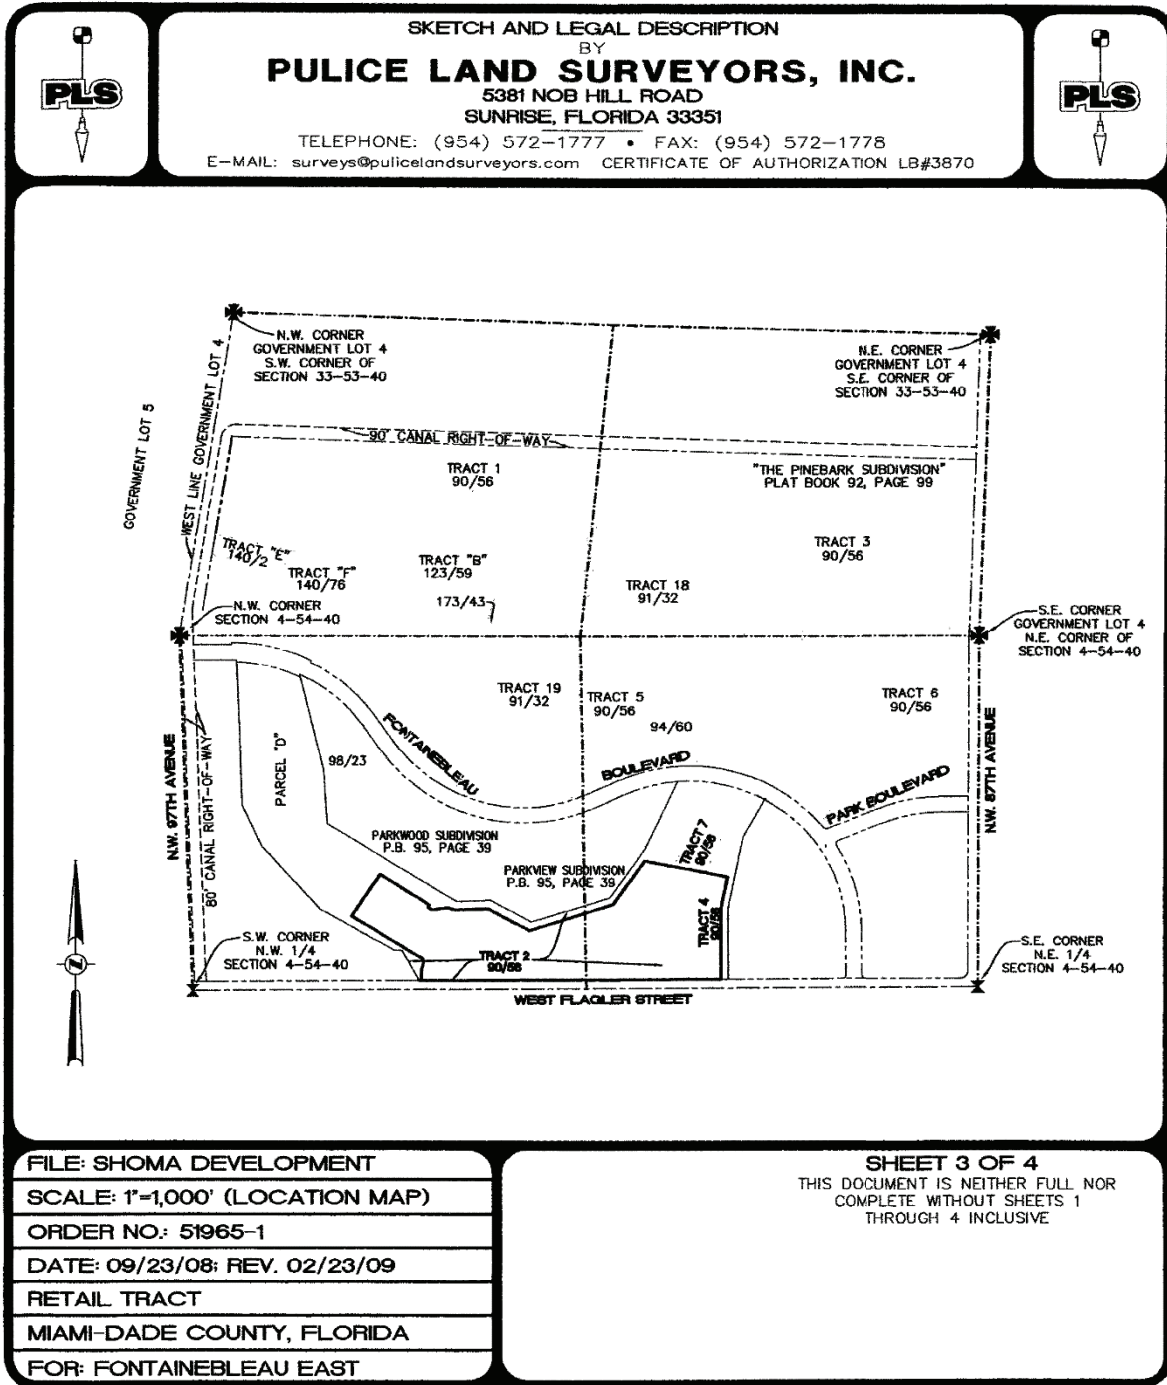 SKETCH AND LEGAL DESCRIPTION
BY
PULICE LAND SURVEYORS, INC.
5381 NOB HILL ROAD
SUNRISE, FLORIDA 33351
TELEPHONE: (954) 572-1777 • FAX: (954) 572-1778
E-MAIL: surveys@pulicelandsurveyors.com CERTIFICATE OF AUTHORIZATION LB#3870
PLS
PLS
N.W. CORNER
GOVERNMENT LOT 4
S.W. CORNER OF
SECTION 33-53-40
N.E. CORNER
GOVERNMENT LOT 4
S.E. CORNER OF
SECTION 33-53-40
GOVERNMENT LOT 5
WEST LINE GOVERNMENT LOT 4
90' CANAL RIGHT-OF-WAY
TRACT 1
90/56
"THE PINEBARK SUBDIVISION"
PLAT BOOK 92, PAGE 99
TRACT 3
90/56
TRACT "E"
140/2
TRACT "F"
140/76
TRACT "B"
123/59
173/43
TRACT 18
91/32
N.W. CORNER
SECTION 4-54-40
S.E. CORNER
GOVERNMENT LOT 4
N.E. CORNER OF
SECTION 4-54-40
TRACT 19
91/32
TRACT 5
90/56
94/60
TRACT 6
90/56
N.W. 97TH AVENUE
80' CANAL RIGHT-OF-WAY
PARCEL "D"
98/23
FONTAINEBLEAU
BOULEVARD
PARK BOULEVARD
N.W. 87TH AVENUE
PARKWOOD SUBDIVISION
P.B. 95, PAGE 39
PARKVIEW SUBDIVISION
P.B. 95, PAGE 39
TRACT 7
90/56
TRACT 4
90/56
TRACT 2
90/56
S.W. CORNER
N.W. 1/4
SECTION 4-54-40
S.E. CORNER
N.E. 1/4
SECTION 4-54-40
WEST FLAGLER STREET
N
FILE: SHOMA DEVELOPMENT
SCALE: 1"=1,000' (LOCATION MAP)
ORDER NO.: 51965-1
DATE: 09/23/08; REV. 02/23/09
RETAIL TRACT
MIAMI-DADE COUNTY, FLORIDA
FOR: FONTAINEBLEAU EAST
SHEET 3 OF 4
THIS DOCUMENT IS NEITHER FULL NOR
COMPLETE WITHOUT SHEETS 1
THROUGH 4 INCLUSIVE